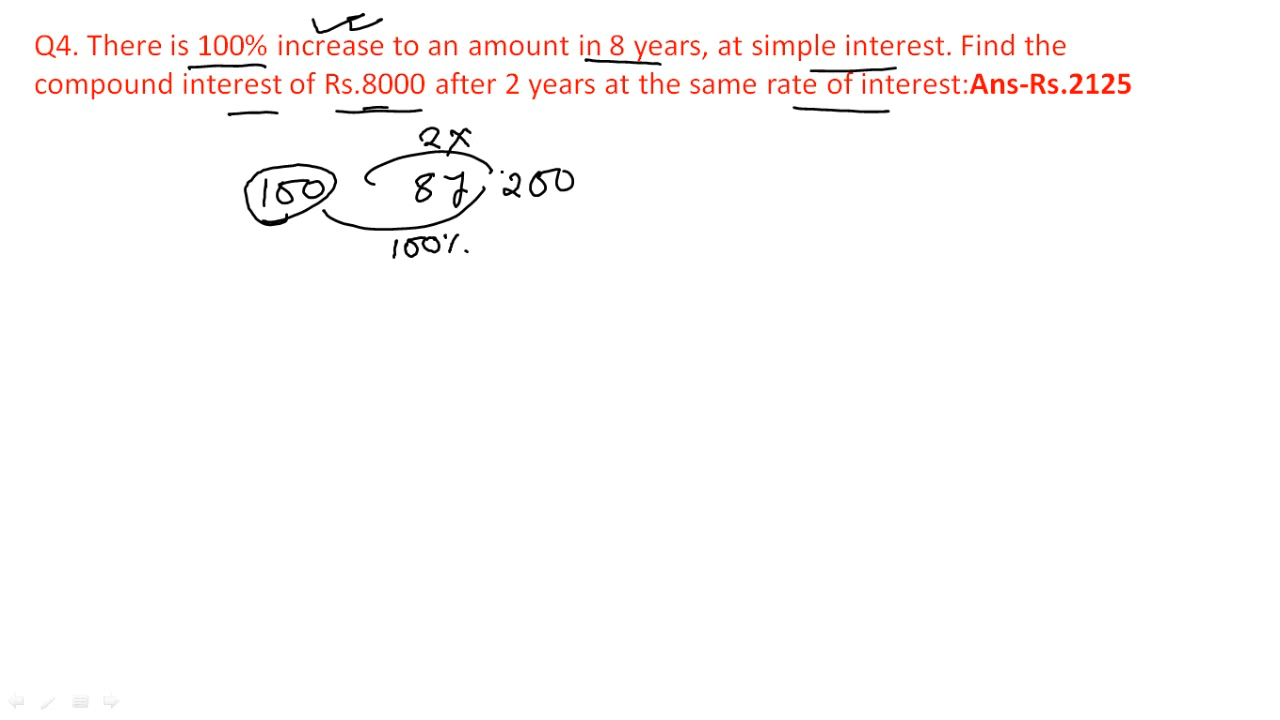 Q4. There is 100% increase to an amount in 8 years, at simple interest. Find the
compound interest of Rs.8000 after 2 years at the same rate of interest:Ans-Rs.2125
2x
100 8y 200
100%